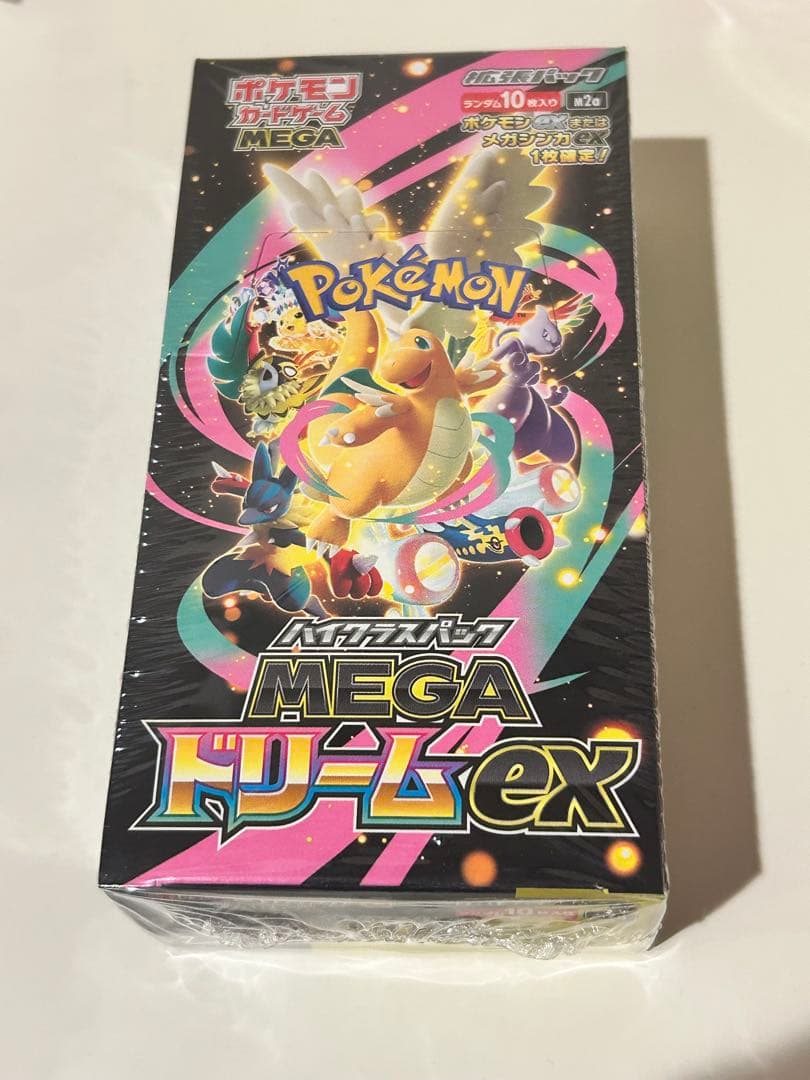 ポケモン
カードゲーム
MEGA
拡張パック
ランダム10枚入り M2a
ポケモンexまたは
メガシンカex
1枚確定!
POKéMON
TM
ハイクラスパック
MEGA
ドリームex